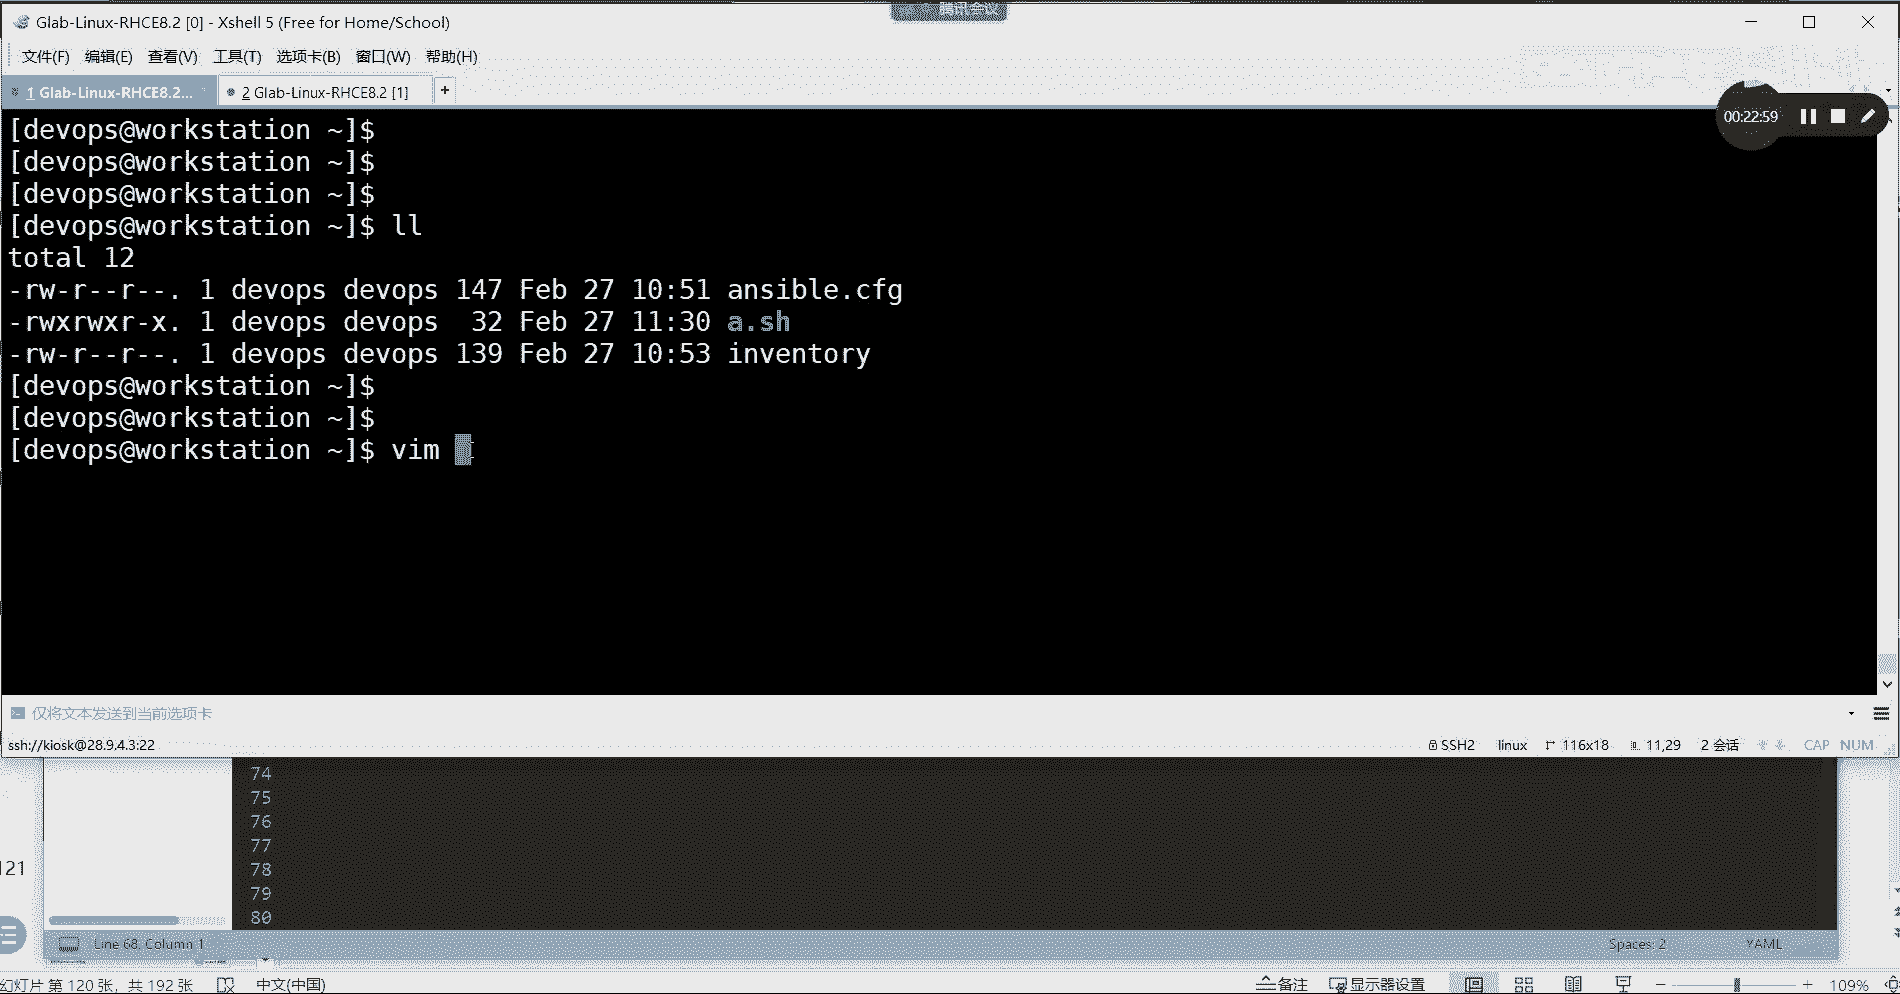 腾讯会议
Glab-Linux-RHCE8.2 [0] - Xshell 5 (Free for Home/School)
文件(F) 编辑(E) 查看(V) 工具(T) 选项卡(B) 窗口(W) 帮助(H)
1 Glab-Linux-RHCE8.2... 2 Glab-Linux-RHCE8.2 [1] +
00:22:59
[devops@workstation ~]$
[devops@workstation ~]$
[devops@workstation ~]$
[devops@workstation ~]$ ll
total 12
-rw-r--r--. 1 devops devops 147 Feb 27 10:51 ansible.cfg
-rwxrwxr-x. 1 devops devops  32 Feb 27 11:30 a.sh
-rw-r--r--. 1 devops devops 139 Feb 27 10:53 inventory
[devops@workstation ~]$
[devops@workstation ~]$
[devops@workstation ~]$ vim
仅将文本发送到当前选项卡
ssh://kiosk@28.9.4.3:22 SSH2 linux 116x18 11,29 2 会话 CAP NUM
74
75
76
77
78
79
80
121
Line 68, Column 1 Spaces: 2 YAML
幻灯片 第 120 张，共 192 张 中文(中国) 备注 显示器设置 109%